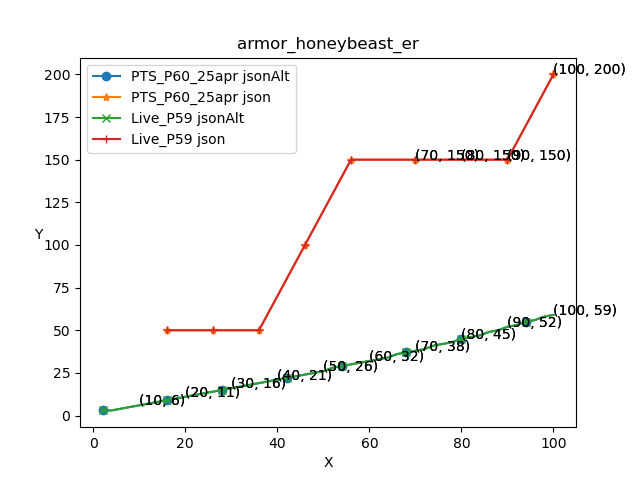 armor_honeybeast_er
PTS_P60_25apr jsonAlt
PTS_P60_25apr json
Live_P59 jsonAlt
Live_P59 json
(100, 200)
(70, 150)
(80, 150)
(90, 150)
(100, 59)
(90, 52)
(80, 45)
(70, 38)
(60, 32)
(50, 26)
(40, 21)
(30, 16)
(20, 11)
(10, 6)
200
175
150
125
100
75
50
25
0
Y
0 20 40 60 80 100
X